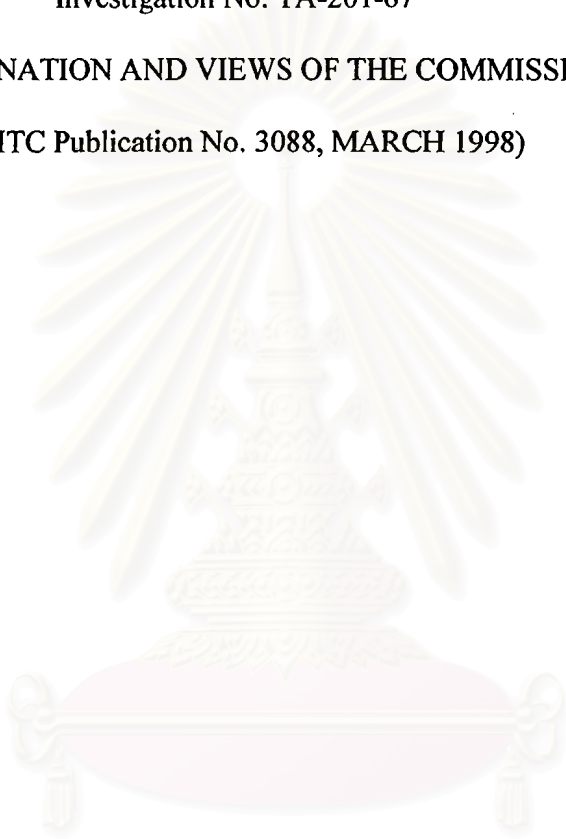 Investigation No. TA-201-67
NATION AND VIEWS OF THE COMMISSI
ITC Publication No. 3088, MARCH 1998)